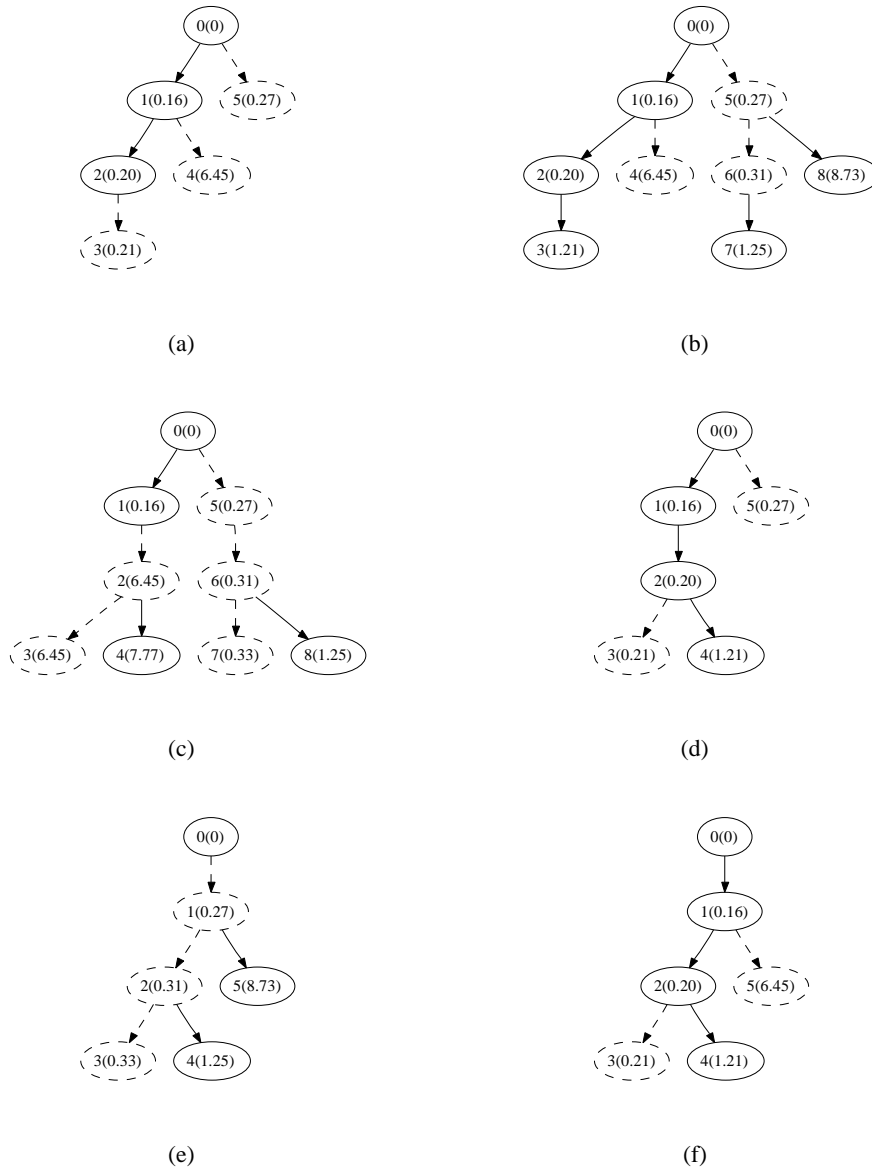 0(0) 0(0)
1(0.16) 5(0.27) 1(0.16) 5(0.27)
2(0.20) 4(6.45) 2(0.20) 4(6.45) 6(0.31) 8(8.73)
3(0.21) 3(1.21) 7(1.25)
(a) (b)
0(0) 0(0)
1(0.16) 5(0.27) 1(0.16) 5(0.27)
2(6.45) 6(0.31) 2(0.20)
3(6.45) 4(7.77) 7(0.33) 8(1.25) 3(0.21) 4(1.21)
(c) (d)
0(0) 0(0)
1(0.27) 1(0.16)
2(0.31) 5(8.73) 2(0.20) 5(6.45)
3(0.33) 4(1.25) 3(0.21) 4(1.21)
(e) (f)